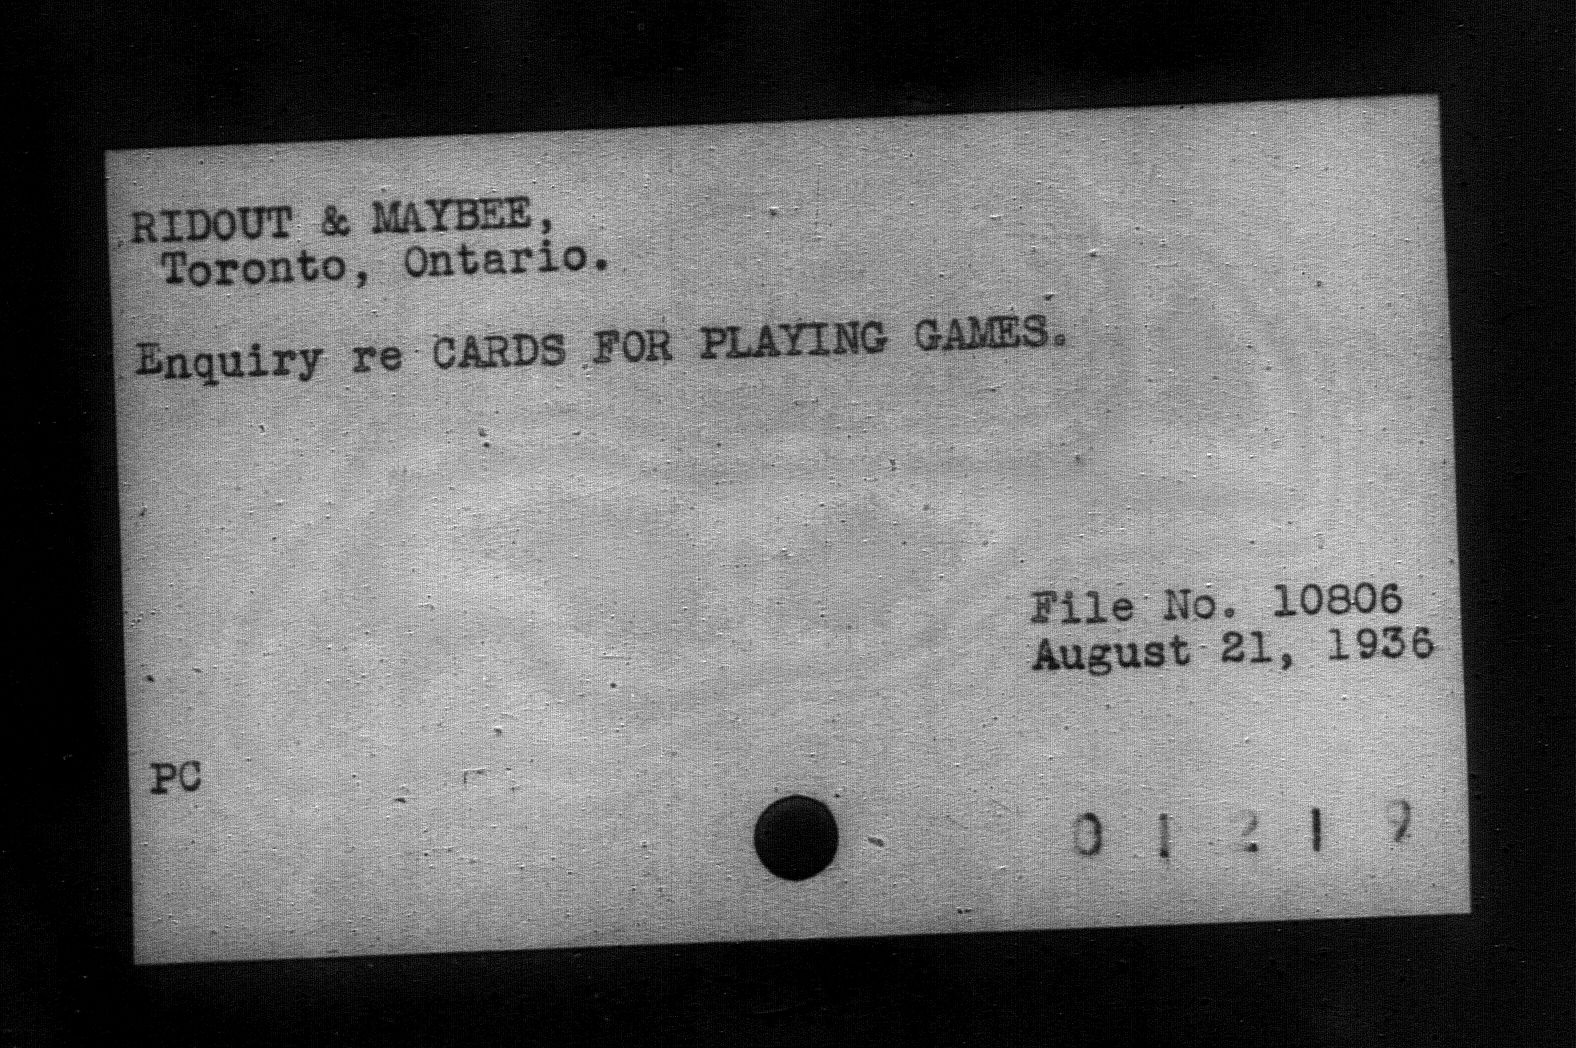 RIDOUT & MAYBEE,
Toronto, Ontario.
Enquiry re CARDS FOR PLAYING GAMES.
File No. 10806
August 21, 1936
PC